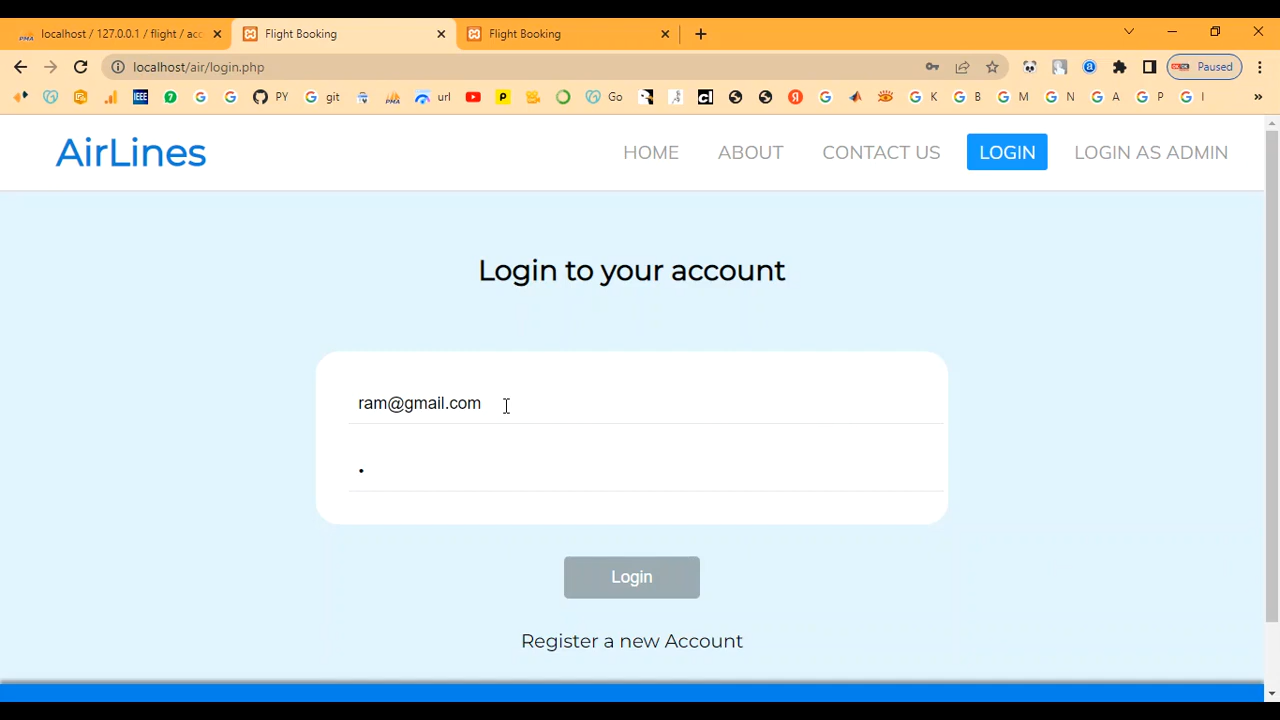 localhost / 127.0.0.1 / flight / acc
Flight Booking
Flight Booking
localhost/air/login.php
Paused
IEEE
PY
git
url
Go
K
B
M
N
A
P
I
AirLines
HOME
ABOUT
CONTACT US
LOGIN
LOGIN AS ADMIN
Login to your account
ram@gmail.com
Login
Register a new Account